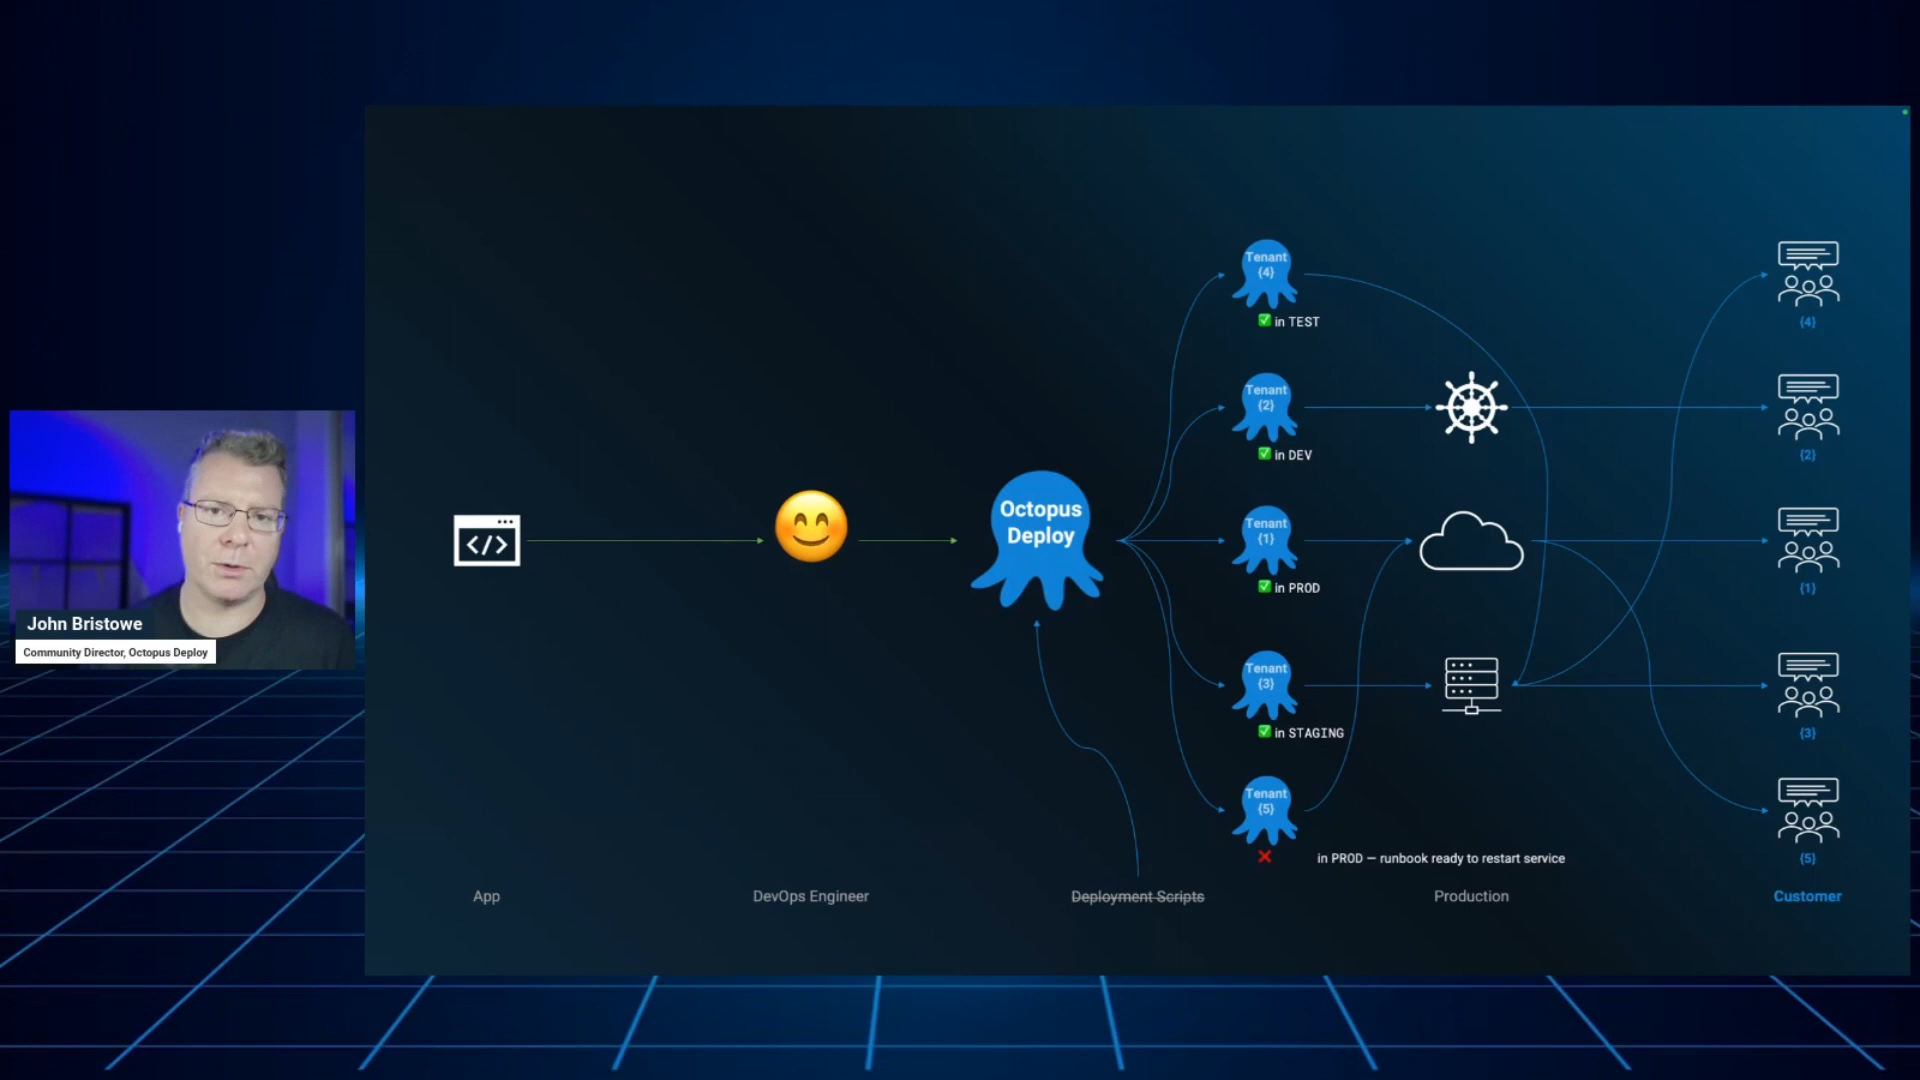 John Bristowe
Community Director, Octopus Deploy
</>
Octopus
Deploy
Tenant
{4}
in TEST
Tenant
{2}
in DEV
Tenant
{1}
in PROD
Tenant
{3}
in STAGING
Tenant
{5}
in PROD — runbook ready to restart service
{4}
{2}
{1}
{3}
{5}
App
DevOps Engineer
Deployment Scripts
Production
Customer